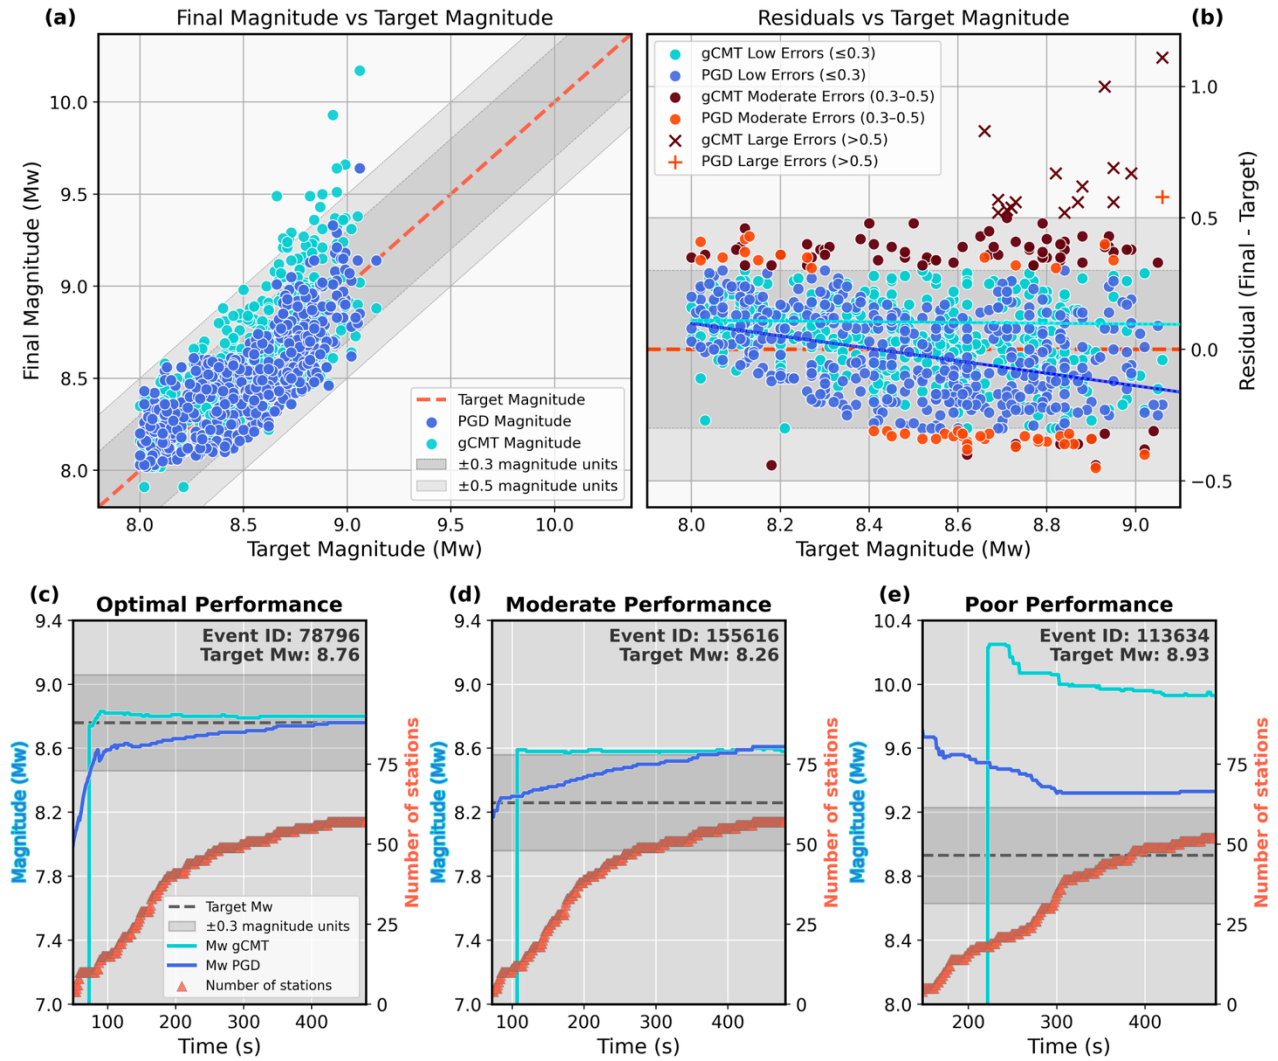 (a)
Final Magnitude vs Target Magnitude
Final Magnitude (Mw)
10.0
9.5
9.0
8.5
8.0
Target Magnitude
PGD Magnitude
gCMT Magnitude
±0.3 magnitude units
±0.5 magnitude units
8.0 8.5 9.0 9.5 10.0
Target Magnitude (Mw)
Residuals vs Target Magnitude
(b)
gCMT Low Errors (≤0.3)
PGD Low Errors (≤0.3)
gCMT Moderate Errors (0.3–0.5)
PGD Moderate Errors (0.3–0.5)
gCMT Large Errors (>0.5)
PGD Large Errors (>0.5)
1.0
0.5
0.0
−0.5
Residual (Final - Target)
8.0 8.2 8.4 8.6 8.8 9.0
Target Magnitude (Mw)
(c)
Optimal Performance
Event ID: 78796
Target Mw: 8.76
Magnitude (Mw)
9.4
9.0
8.6
8.2
7.8
7.4
7.0
Target Mw
±0.3 magnitude units
Mw gCMT
Mw PGD
Number of stations
75
50
25
0
Number of stations
100 200 300 400
Time (s)
(d)
Moderate Performance
Event ID: 155616
Target Mw: 8.26
Magnitude (Mw)
9.4
9.0
8.6
8.2
7.8
7.4
7.0
75
50
25
0
Number of stations
100 200 300 400
Time (s)
(e)
Poor Performance
Event ID: 113634
Target Mw: 8.93
Magnitude (Mw)
10.4
10.0
9.6
9.2
8.8
8.4
8.0
75
50
25
0
Number of stations
200 300 400
Time (s)